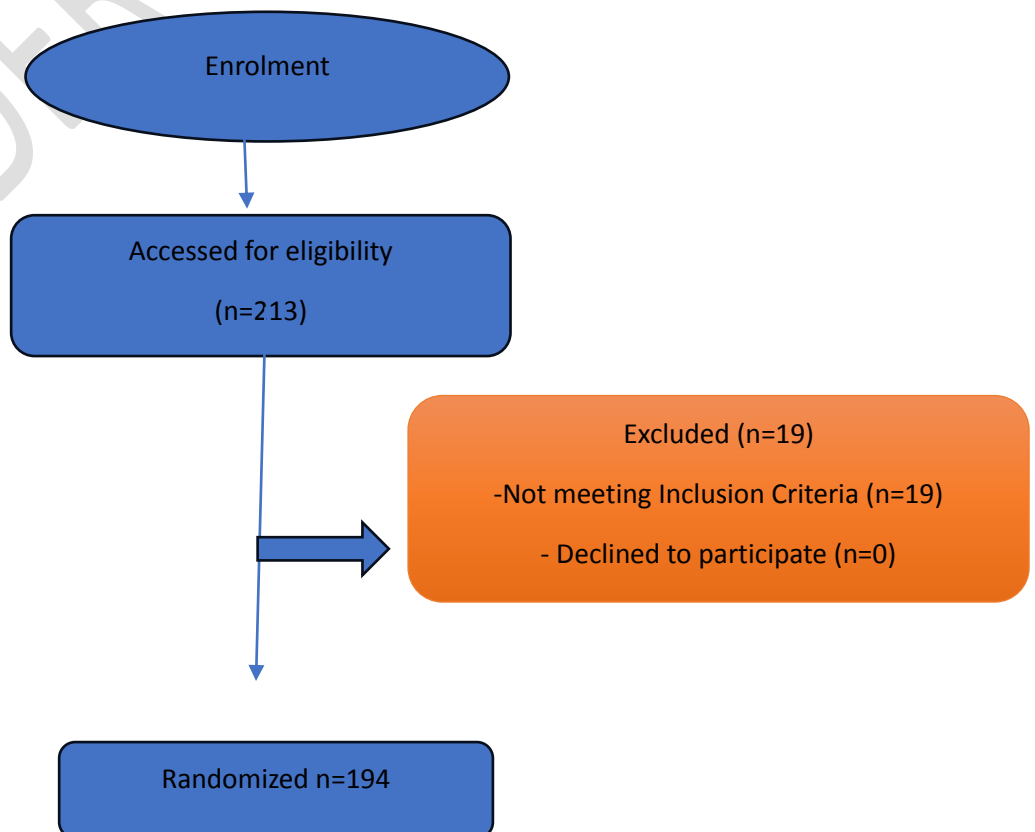 Enrolment
Accessed for eligibility
(n=213)
Excluded (n=19)
-Not meeting Inclusion Criteria (n=19)
- Declined to participate (n=0)
Randomized n=194